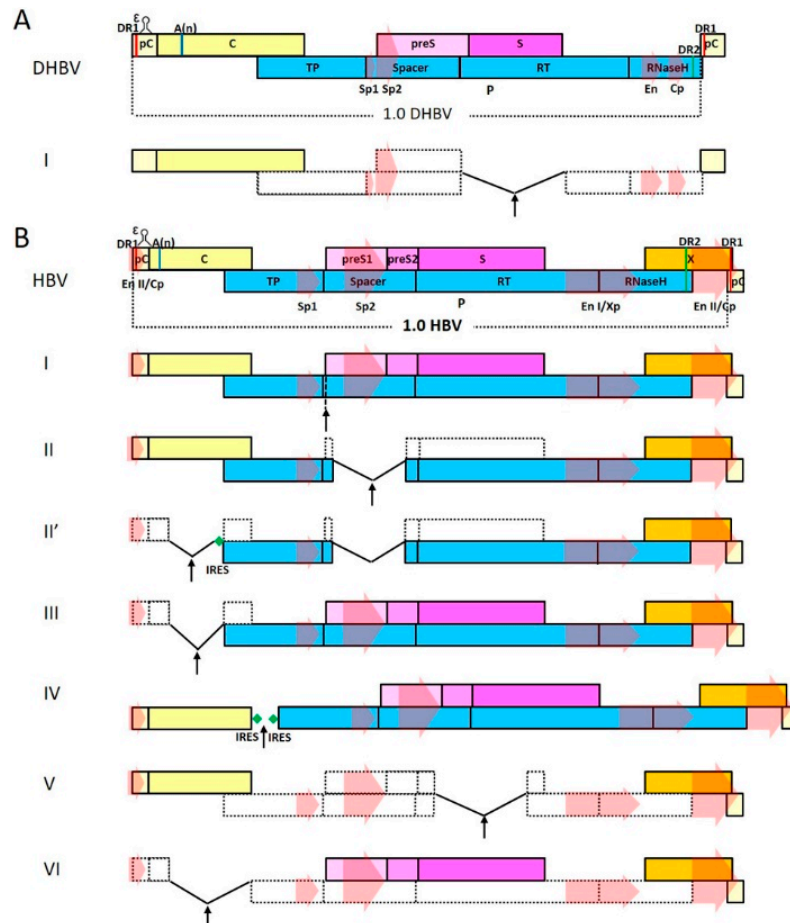 A
ε
DR1 pC A(n) C preS S DR1 pC
DHBV
DR2
TP Spacer RT RNaseH
Sp1 Sp2 P En Cp
1.0 DHBV
I
B
ε
DR1 A(n) DR2 DR1
HBV
pC C preS1 preS2 S X
En II/Cp TP Spacer RT RNaseH pC
Sp1 Sp2 P En I/Xp En II/Cp
1.0 HBV
I
II
II'
IRES
III
IV
IRES IRES
V
VI